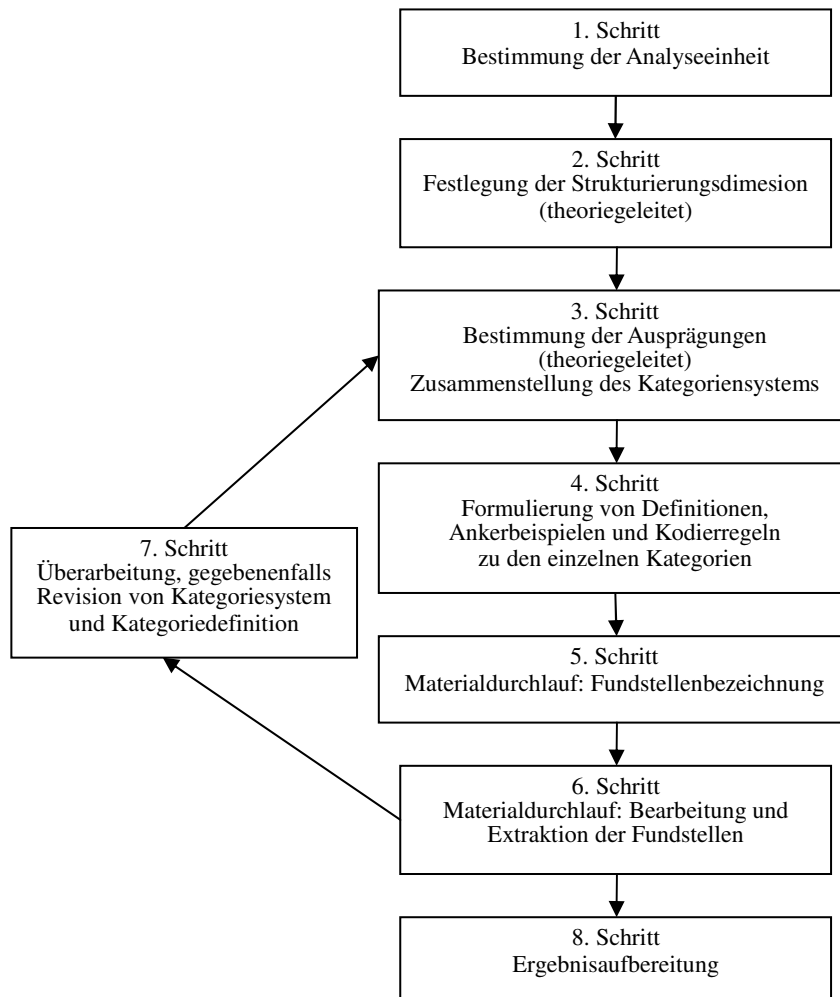 1. Schritt
Bestimmung der Analyseeinheit
2. Schritt
Festlegung der Strukturierungsdimesion
(theoriegeleitet)
3. Schritt
Bestimmung der Ausprägungen
(theoriegeleitet)
Zusammenstellung des Kategoriensystems
4. Schritt
Formulierung von Definitionen,
Ankerbeispielen und Kodierregeln
zu den einzelnen Kategorien
5. Schritt
Materialdurchlauf: Fundstellenbezeichnung
6. Schritt
Materialdurchlauf: Bearbeitung und
Extraktion der Fundstellen
7. Schritt
Überarbeitung, gegebenenfalls
Revision von Kategoriesystem
und Kategoriedefinition
8. Schritt
Ergebnisaufbereitung